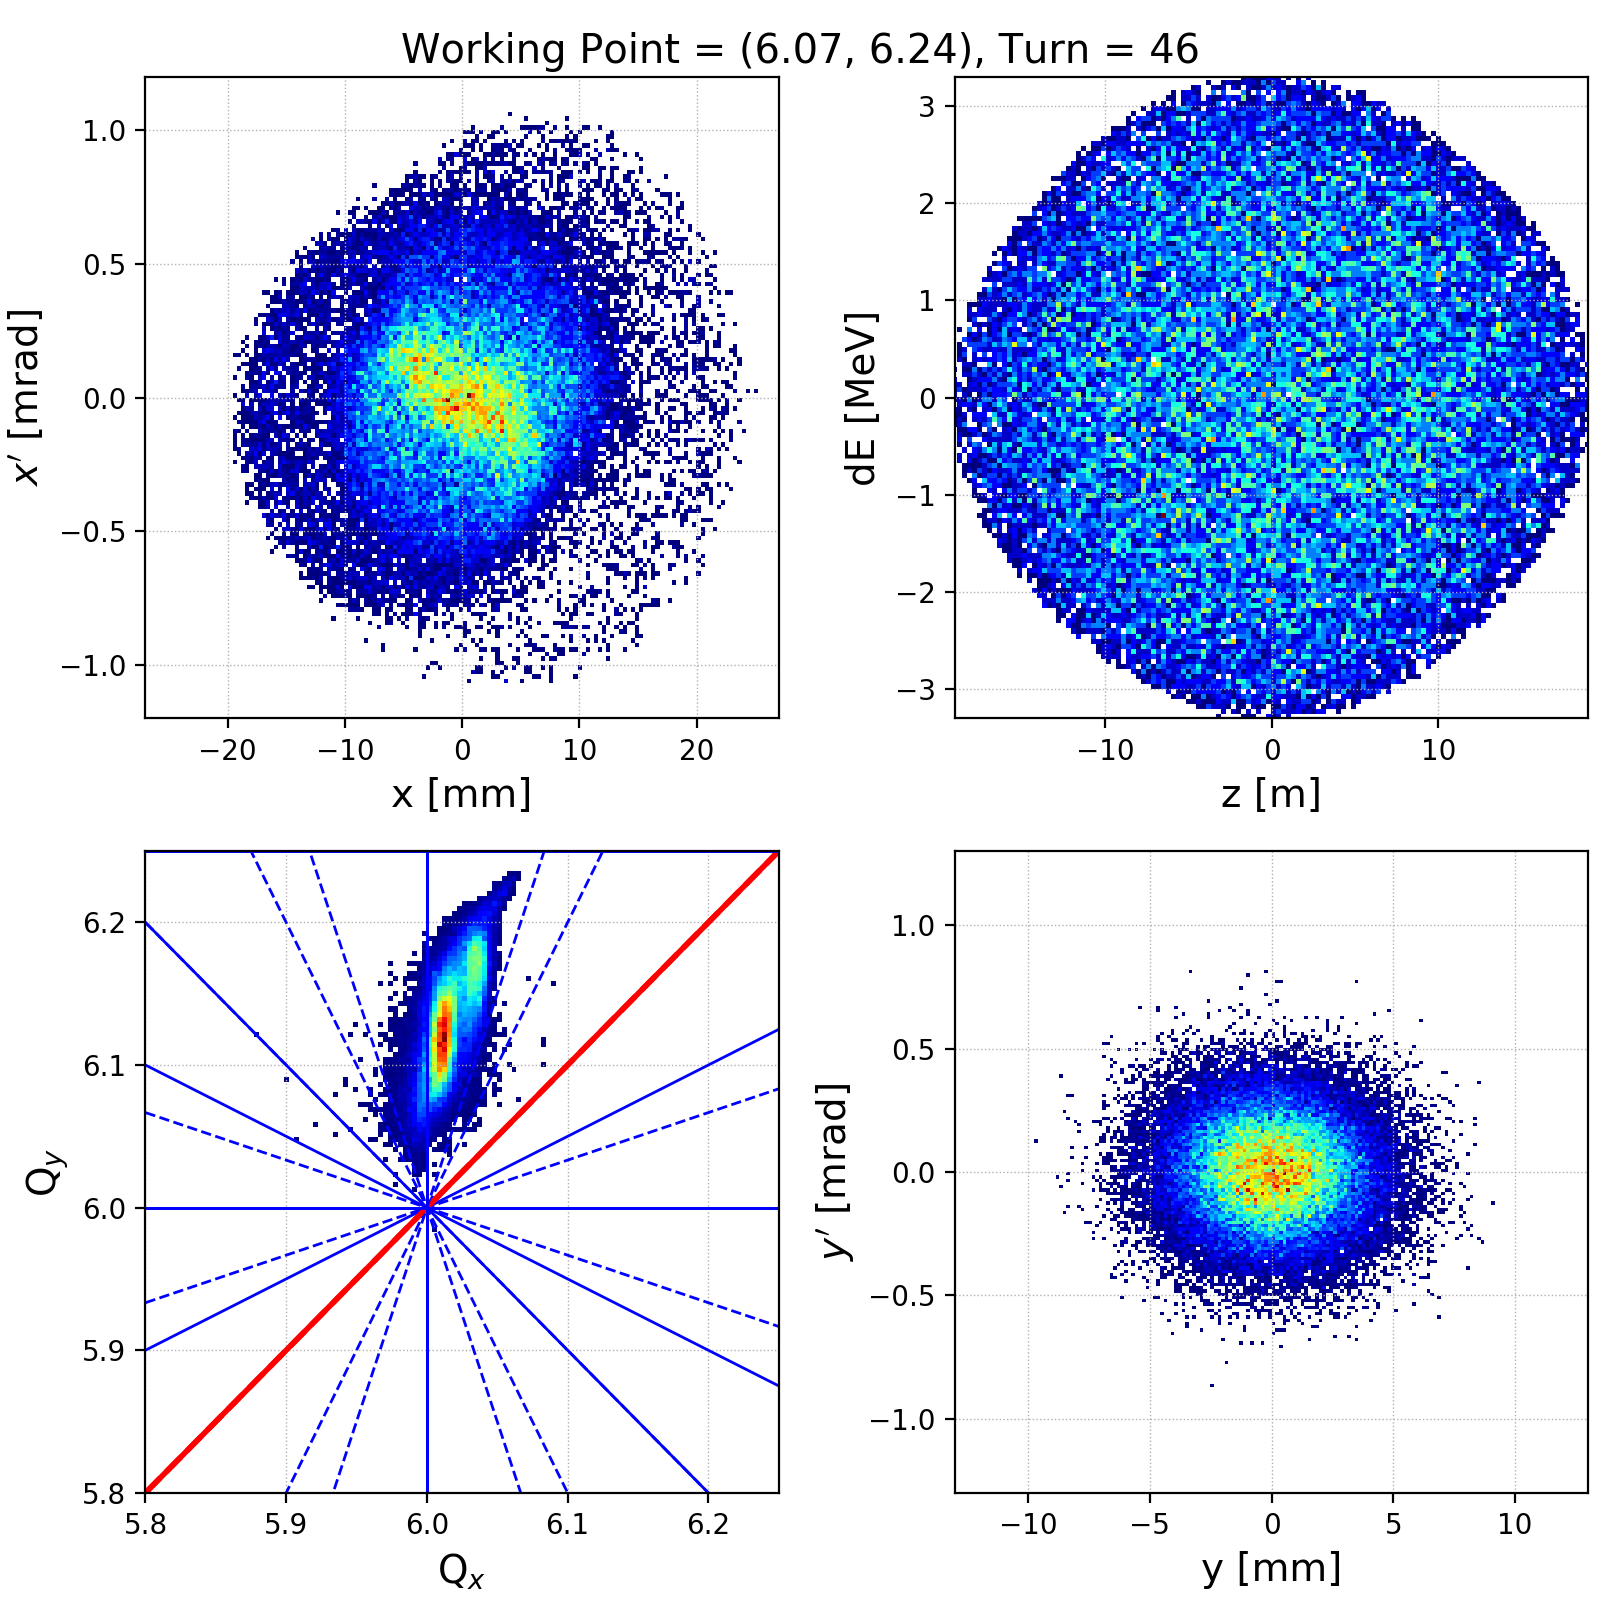 Working Point = (6.07, 6.24), Turn = 46
1.0
0.5
0.0
−0.5
−1.0
x′ [mrad]
−20 −10 0 10 20
x [mm]
3
2
1
0
−1
−2
−3
dE [MeV]
−10 0 10
z [m]
6.2
6.1
6.0
5.9
5.8
Qy
5.8 5.9 6.0 6.1 6.2
Qx
1.0
0.5
0.0
−0.5
−1.0
y′ [mrad]
−10 −5 0 5 10
y [mm]